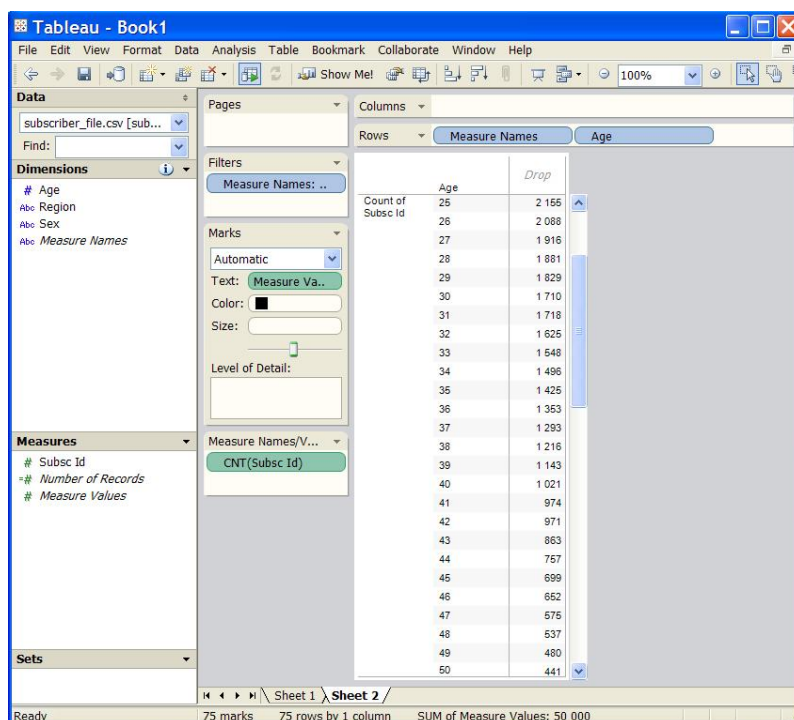 Tableau - Book1
File Edit View Format Data Analysis Table Bookmark Collaborate Window Help
Show Me! 100%
Data
subscriber_file.csv [sub...
Find:
Dimensions
# Age
Abc Region
Abc Sex
Abc Measure Names
Measures
# Subsc Id
=# Number of Records
# Measure Values
Sets
Pages
Filters
Measure Names: ..
Marks
Automatic
Text: Measure Va..
Color:
Size:
Level of Detail:
Measure Names/V...
CNT(Subsc Id)
Columns
Rows Measure Names Age
Drop
Age
Count of
Subsc Id
25 2 155
26 2 088
27 1 916
28 1 881
29 1 829
30 1 710
31 1 718
32 1 625
33 1 548
34 1 496
35 1 425
36 1 353
37 1 293
38 1 216
39 1 143
40 1 021
41 974
42 971
43 863
44 757
45 699
46 652
47 575
48 537
49 480
50 441
Sheet 1 Sheet 2
Ready 75 marks 75 rows by 1 column SUM of Measure Values: 50 000